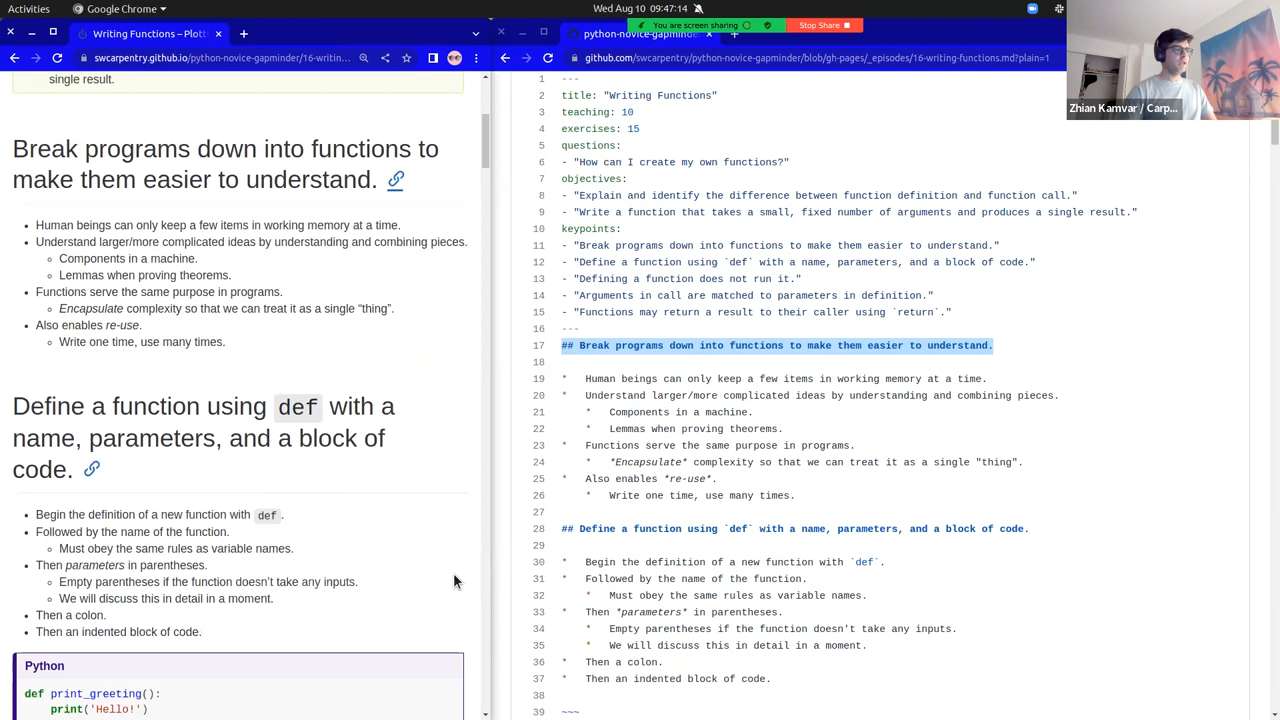 Activities
Google Chrome
Wed Aug 10 09:47:14
You are screen sharing
Stop Share
Writing Functions – Plott
swcarpentry.github.io/python-novice-gapminder/16-writin...
python-novice-gapminde
github.com/swcarpentry/python-novice-gapminder/blob/gh-pages/_episodes/16-writing-functions.md?plain=1
Zhian Kamvar / Carp...
single result.
Break programs down into functions to
make them easier to understand.
Human beings can only keep a few items in working memory at a time.
Understand larger/more complicated ideas by understanding and combining pieces.
Components in a machine.
Lemmas when proving theorems.
Functions serve the same purpose in programs.
Encapsulate complexity so that we can treat it as a single “thing”.
Also enables re-use.
Write one time, use many times.
Define a function using def with a
name, parameters, and a block of
code.
Begin the definition of a new function with def.
Followed by the name of the function.
Must obey the same rules as variable names.
Then parameters in parentheses.
Empty parentheses if the function doesn’t take any inputs.
We will discuss this in detail in a moment.
Then a colon.
Then an indented block of code.
Python
def print_greeting():
print('Hello!')
1 ---
2 title: "Writing Functions"
3 teaching: 10
4 exercises: 15
5 questions:
6 - "How can I create my own functions?"
7 objectives:
8 - "Explain and identify the difference between function definition and function call."
9 - "Write a function that takes a small, fixed number of arguments and produces a single result."
10 keypoints:
11 - "Break programs down into functions to make them easier to understand."
12 - "Define a function using `def` with a name, parameters, and a block of code."
13 - "Defining a function does not run it."
14 - "Arguments in call are matched to parameters in definition."
15 - "Functions may return a result to their caller using `return`."
16 ---
17 ## Break programs down into functions to make them easier to understand.
18
19 * Human beings can only keep a few items in working memory at a time.
20 * Understand larger/more complicated ideas by understanding and combining pieces.
21 * Components in a machine.
22 * Lemmas when proving theorems.
23 * Functions serve the same purpose in programs.
24 * *Encapsulate* complexity so that we can treat it as a single "thing".
25 * Also enables *re-use*.
26 * Write one time, use many times.
27
28 ## Define a function using `def` with a name, parameters, and a block of code.
29
30 * Begin the definition of a new function with `def`.
31 * Followed by the name of the function.
32 * Must obey the same rules as variable names.
33 * Then *parameters* in parentheses.
34 * Empty parentheses if the function doesn't take any inputs.
35 * We will discuss this in detail in a moment.
36 * Then a colon.
37 * Then an indented block of code.
38
39 ~~~